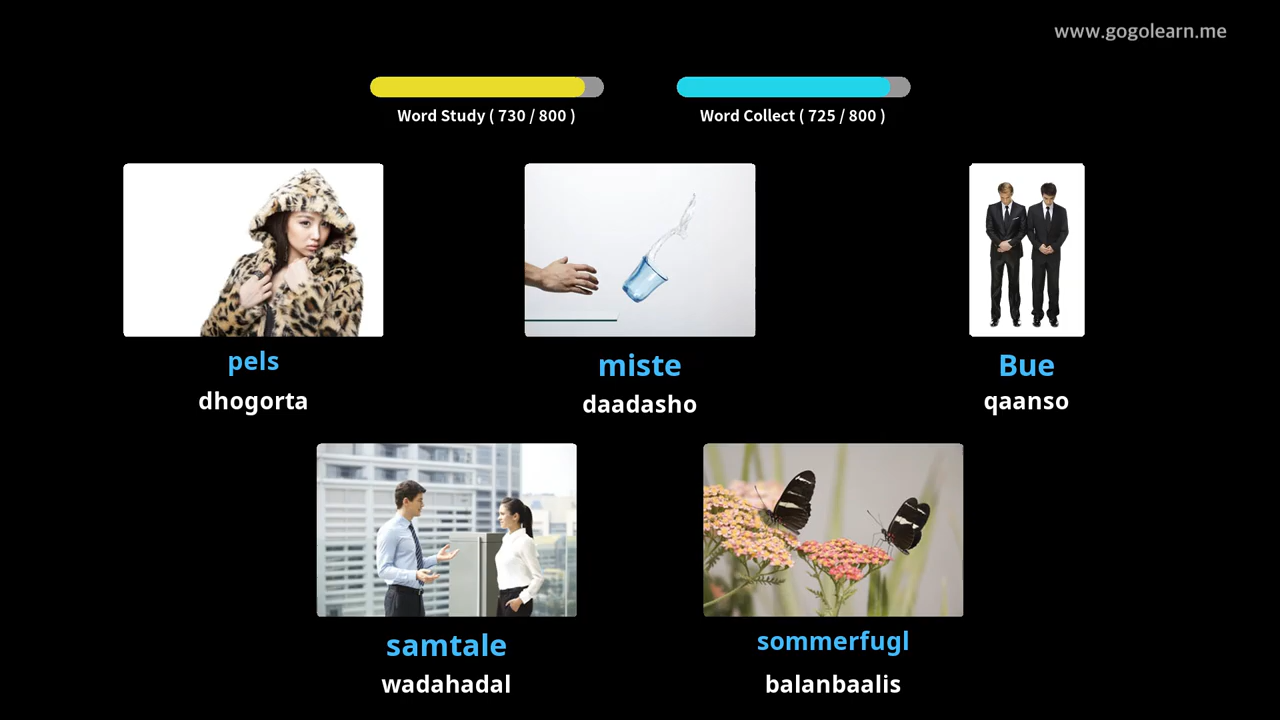 www.gogolearn.me
Word Study ( 730 / 800 )
Word Collect ( 725 / 800 )
pels
dhogorta
miste
daadasho
Bue
qaanso
samtale
wadahadal
sommerfugl
balanbaalis